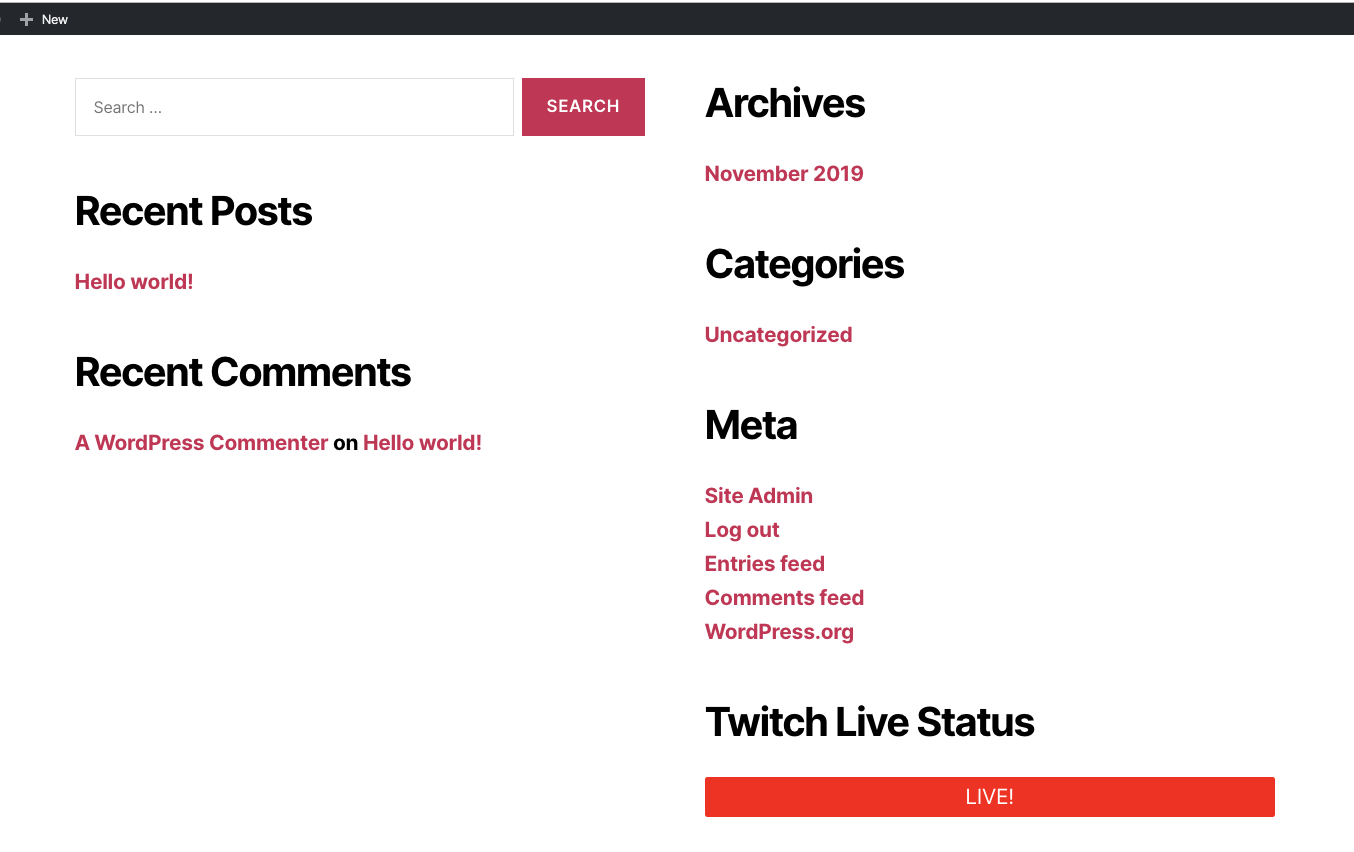 New
Search ...
SEARCH
Recent Posts
Hello world!
Recent Comments
A WordPress Commenter on Hello world!
Archives
November 2019
Categories
Uncategorized
Meta
Site Admin
Log out
Entries feed
Comments feed
WordPress.org
Twitch Live Status
LIVE!